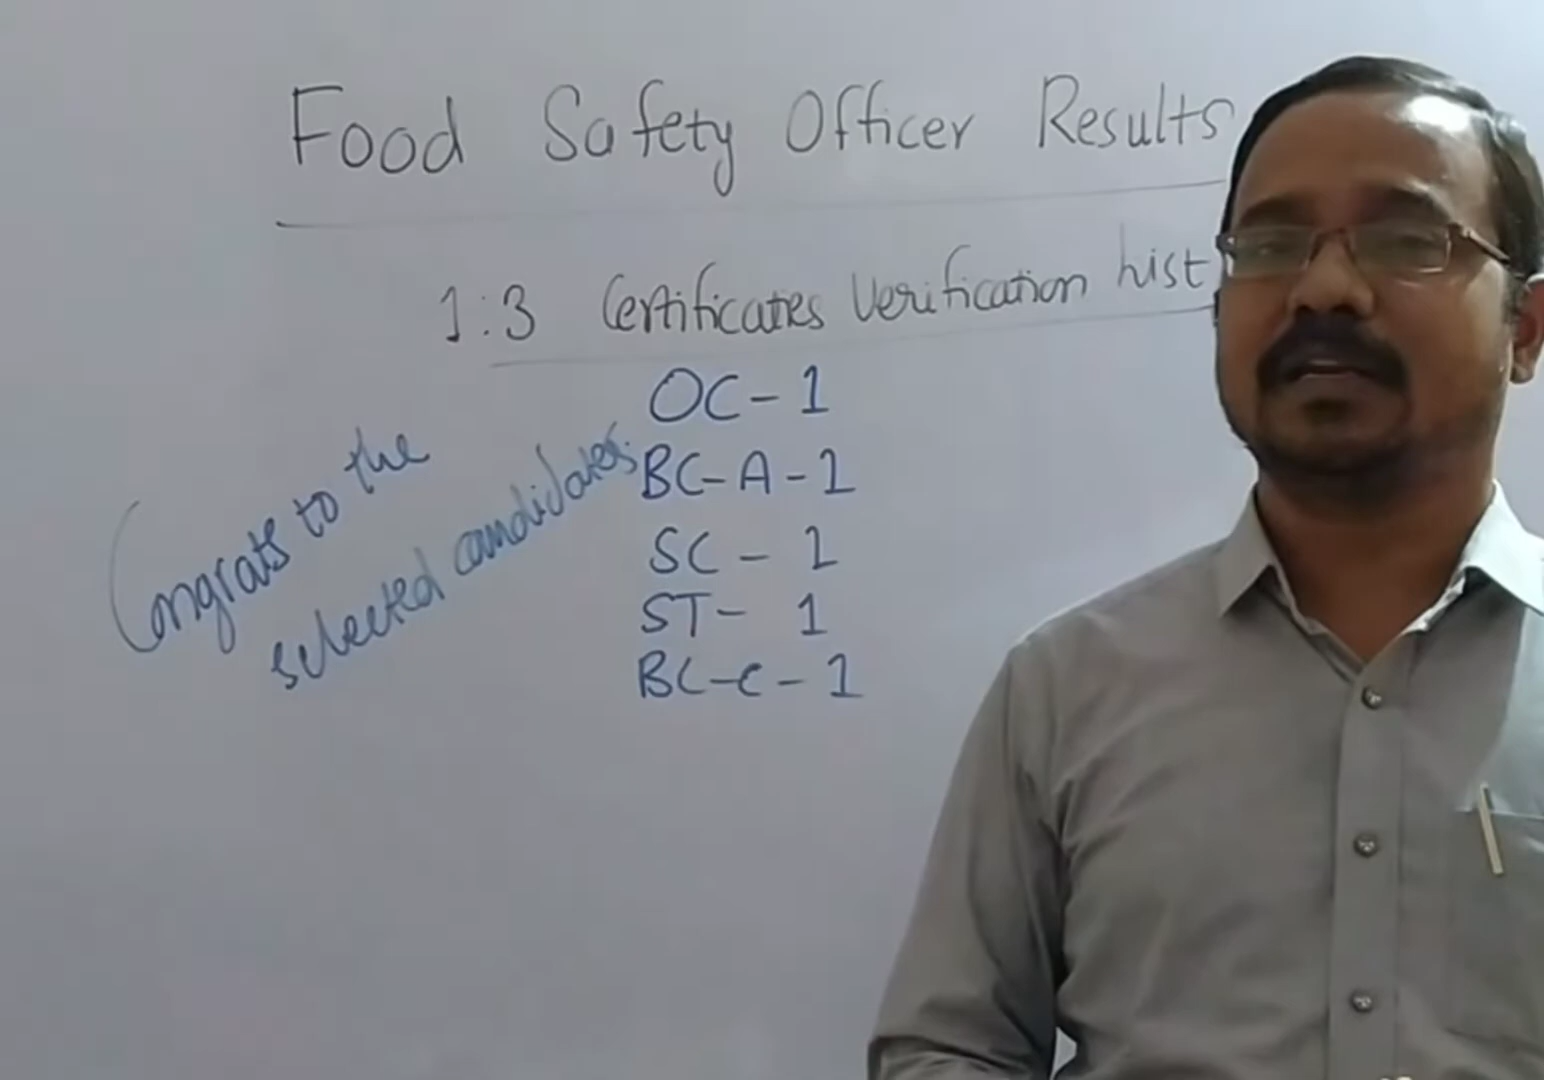 Food Safety Officer Results
1:3 Certificates Verification List
OC - 1
BC - A - 1
SC - 1
ST - 1
BC - C - 1
Congrats to the
selected candidates.